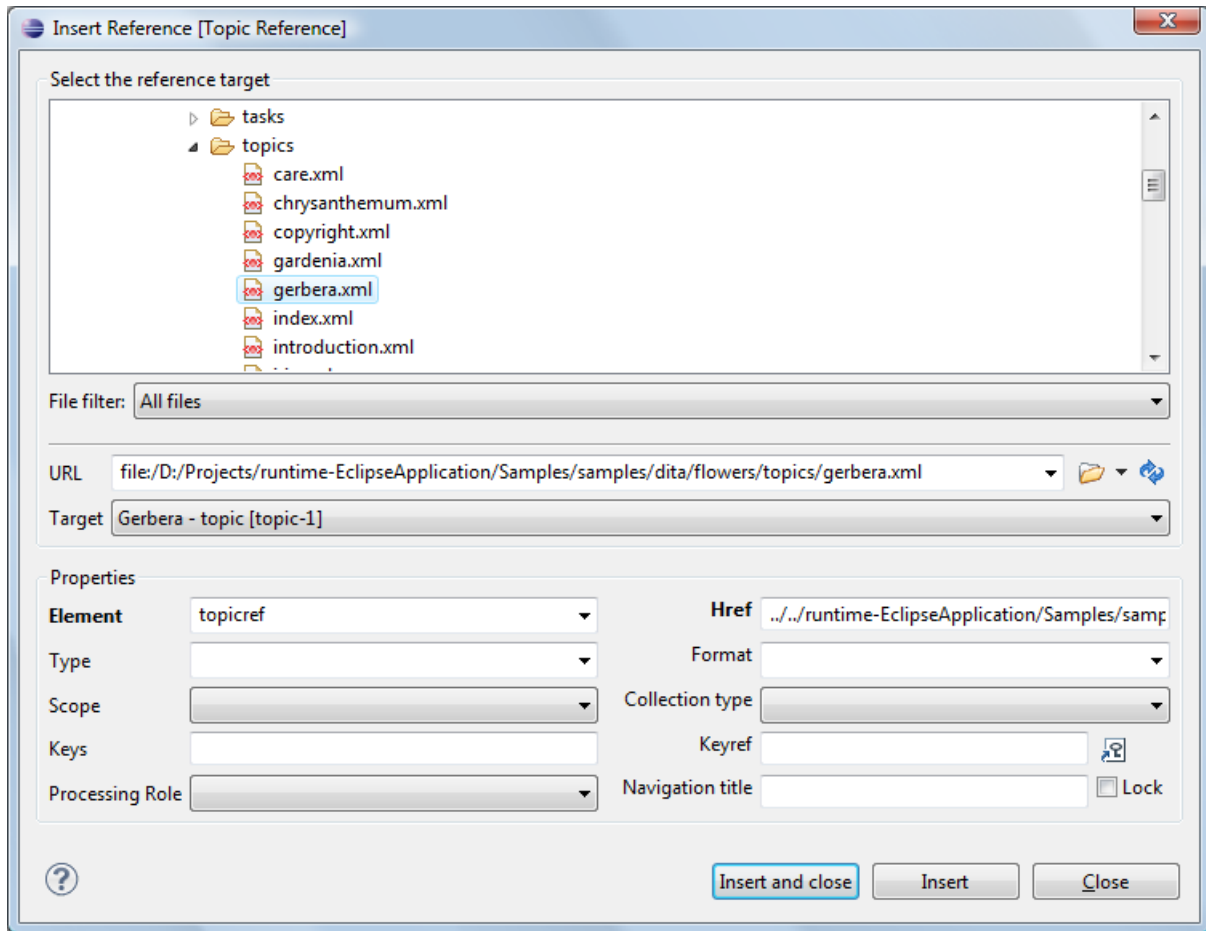 Insert Reference [Topic Reference]
Select the reference target
tasks
topics
care.xml
chrysanthemum.xml
copyright.xml
gardenia.xml
gerbera.xml
index.xml
introduction.xml
File filter: All files
URL file:/D:/Projects/runtime-EclipseApplication/Samples/samples/dita/flowers/topics/gerbera.xml
Target Gerbera - topic [topic-1]
Properties
Element topicref Href ../../runtime-EclipseApplication/Samples/samp
Type Format
Scope Collection type
Keys Keyref
Processing Role Navigation title Lock
? Insert and close Insert Close